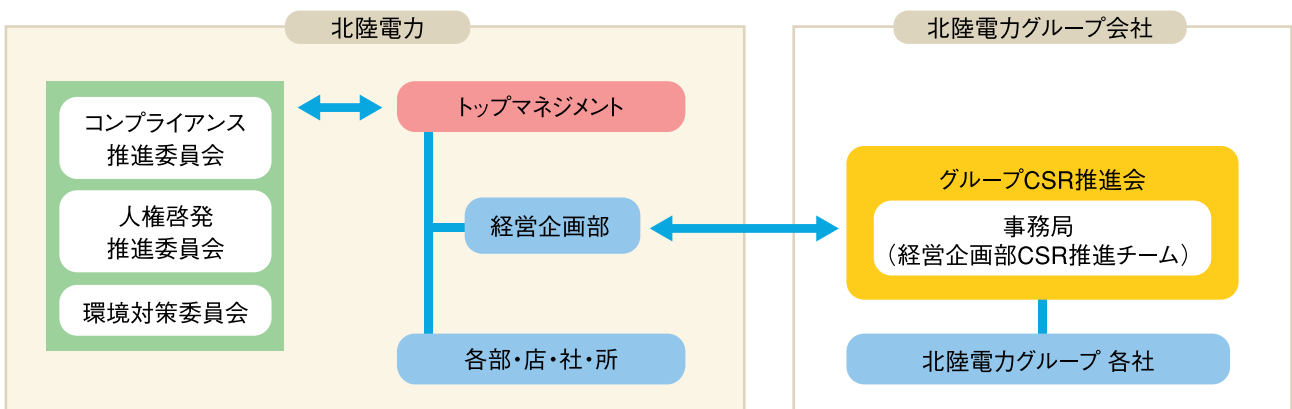 北陸電力
コンプライアンス
推進委員会
人権啓発
推進委員会
環境対策委員会
トップマネジメント
経営企画部
各部・店・社・所
北陸電力グループ会社
グループCSR推進会
事務局
（経営企画部CSR推進チーム）
北陸電力グループ 各社